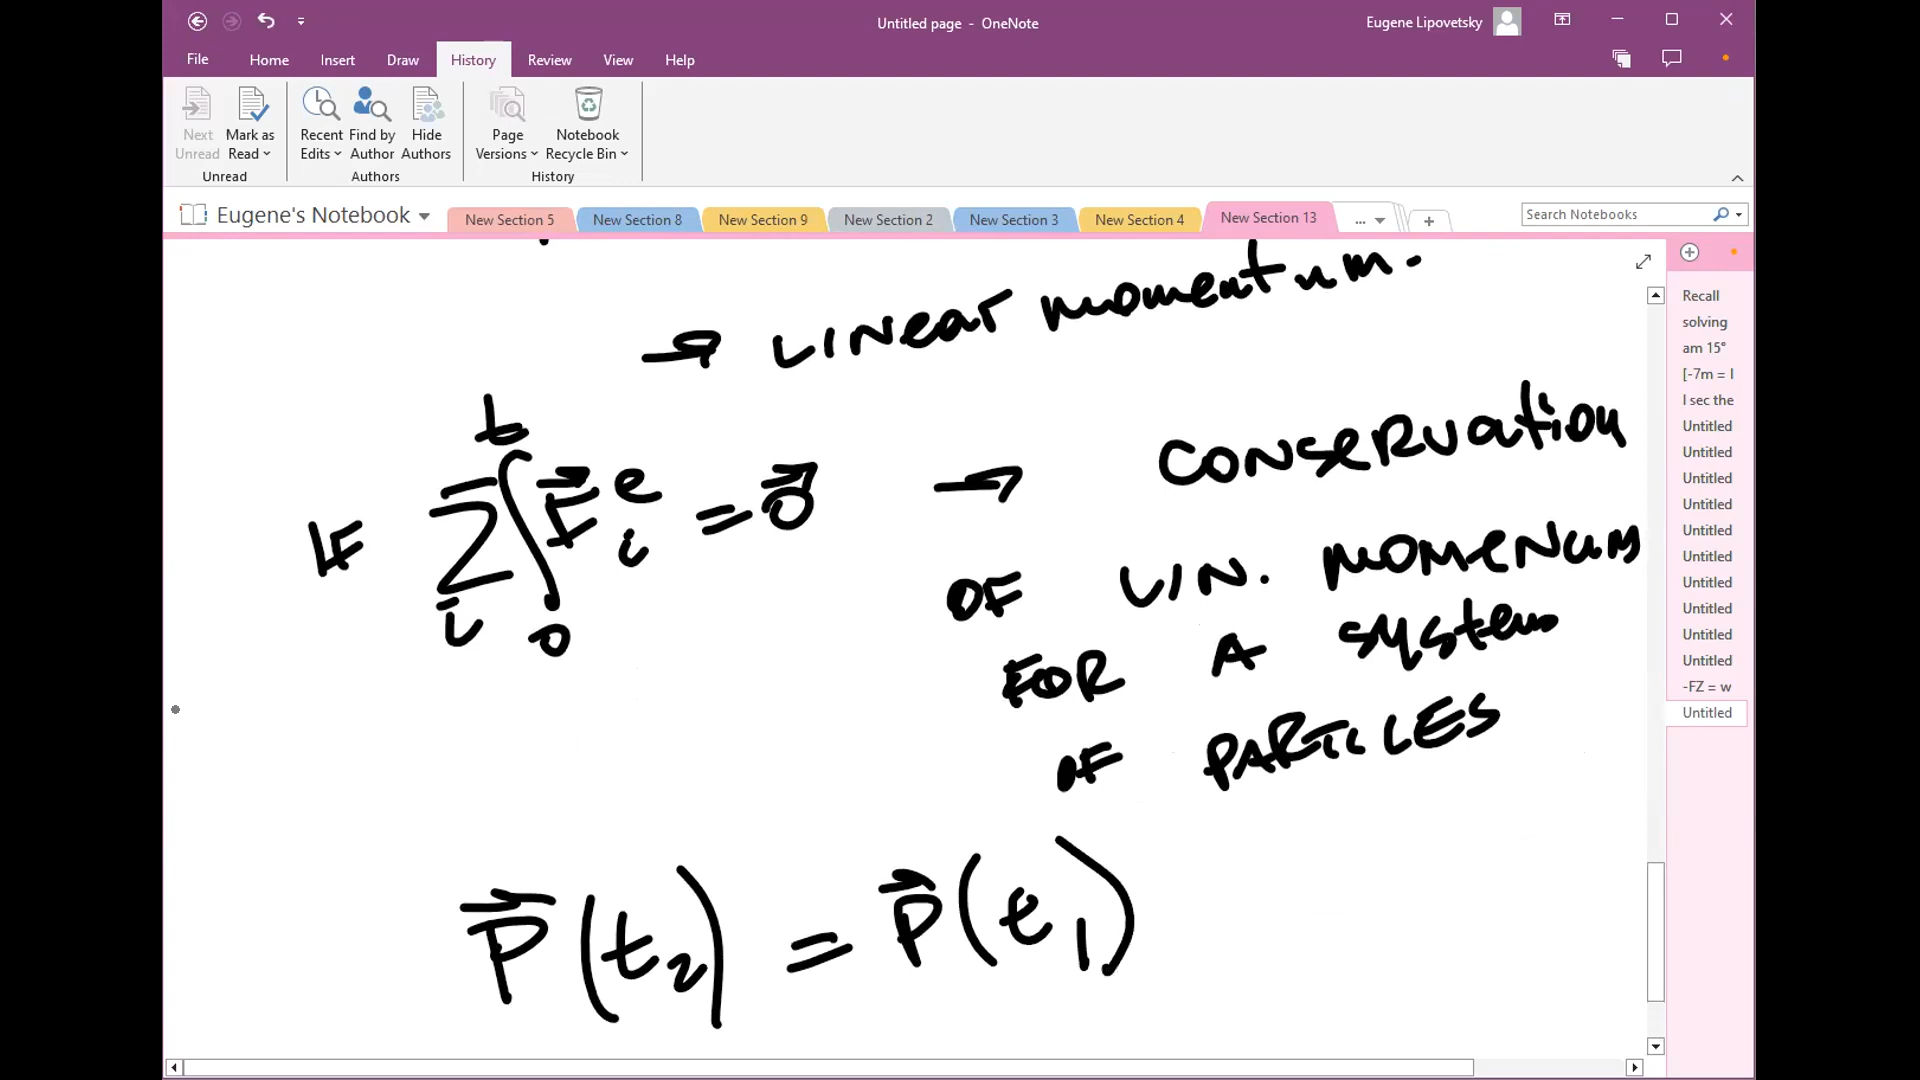 Untitled page - OneNote
Eugene Lipovetsky
File Home Insert Draw History Review View Help
Next Unread
Mark as Read
Unread
Recent Edits
Find by Author
Hide Authors
Authors
Page Versions
Notebook Recycle Bin
History
Eugene's Notebook
New Section 5
New Section 8
New Section 9
New Section 2
New Section 3
New Section 4
New Section 13
...
Search Notebooks
→ Linear momentum.
IF ∑_i ∫_0^t F⃗_i^e = 0⃗ → CONSERVATION
OF LIN. MOMENUM
FOR A system
OF PARTICLES
P⃗(t₂) = P⃗(t₁)
Recall
solving
am 15°
[-7m = I
I sec the
Untitled
Untitled
Untitled
Untitled
Untitled
Untitled
Untitled
Untitled
Untitled
Untitled
-FZ = w
Untitled